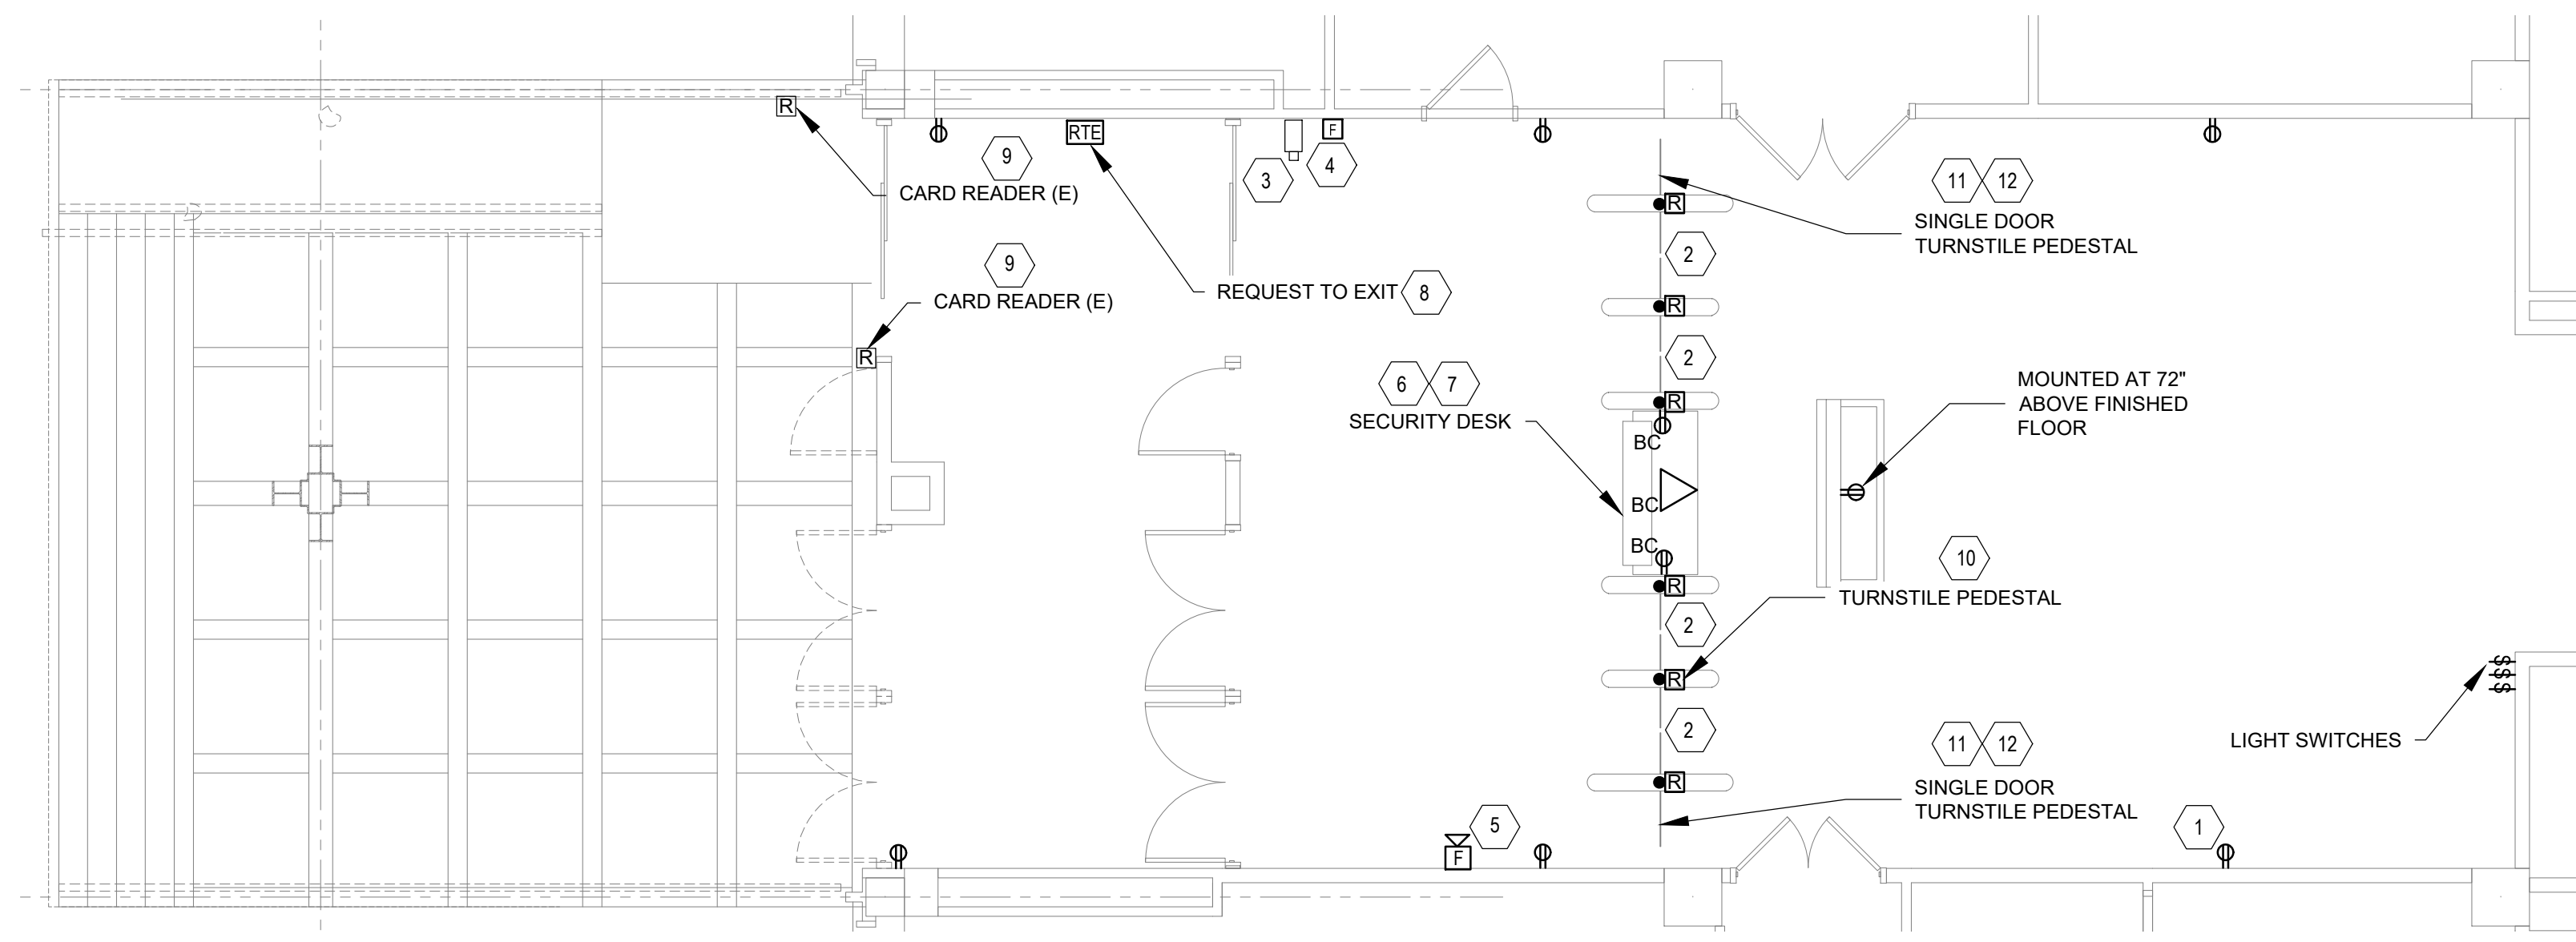 R
RTE
F
9
CARD READER (E)
3
4
11
12
SINGLE DOOR
TURNSTILE PEDESTAL
R
2
9
CARD READER (E)
REQUEST TO EXIT
8
R
2
R
6
7
SECURITY DESK
R
MOUNTED AT 72"
ABOVE FINISHED
FLOOR
BC
BC
BC
10
TURNSTILE PEDESTAL
R
2
R
S
S
S
2
11
12
LIGHT SWITCHES
SINGLE DOOR
TURNSTILE PEDESTAL
R
5
F
1